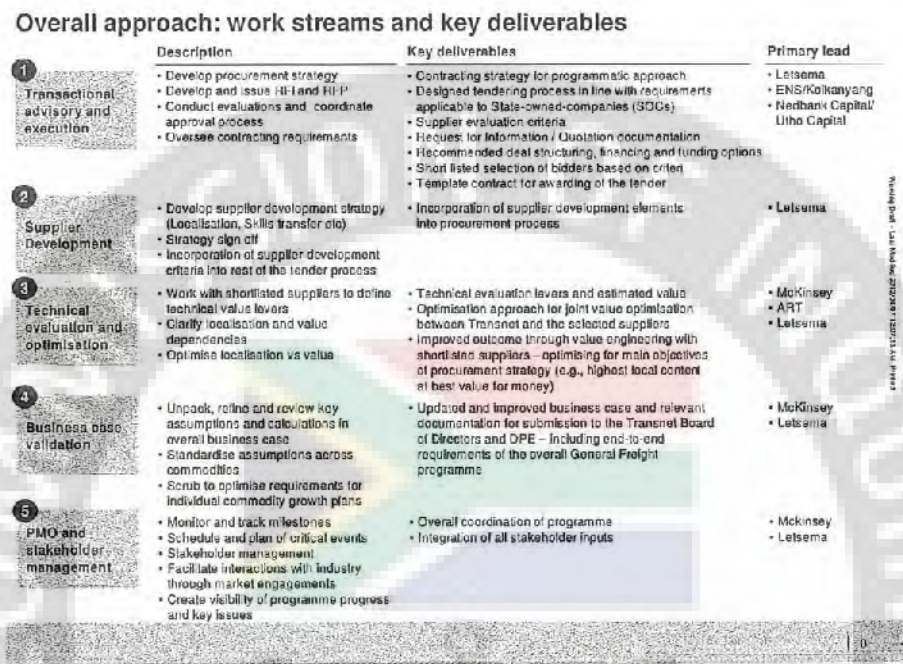 Overall approach: work streams and key deliverables
Description
Key deliverables
Primary lead
1
Transactional
advisory and
execution
• Develop procurement strategy
• Develop and issue RFI and RFP
• Conduct evaluations and coordinate
approval process
• Oversee contracting requirements
• Contracting strategy for programmatic approach
• Designed tendering process in line with requirements
applicable to State-owned-companies (SOCs)
• Supplier evaluation criteria
• Request for Information / Quotation documentation
• Recommended deal structuring, financing and funding options
• Short listed selection of bidders based on criteri
• Template contract for awarding of the tender
• Letsema
• ENS/Koikanyang
• Nedbank Capital/
Utho Capital
2
Supplier
Development
• Develop supplier development strategy
(Localisation, Skills transfer etc)
• Strategy sign off
• Incorporation of supplier development
criteria into rest of the tender process
• Incorporation of supplier development elements
into procurement process
• Letsema
3
Technical
evaluation and
optimisation
• Work with shortlisted suppliers to define
technical value levers
• Clarify localisation and value
dependencies
• Optimise localisation vs value
• Technical evaluation levers and estimated value
• Optimisation approach for joint value optimisation
between Transnet and the selected suppliers
• Improved outcome through value engineering with
shortlisted suppliers – optimising for main objectives
of procurement strategy (e.g., highest local content
at best value for money)
• McKinsey
• ART
• Letsema
4
Business case
validation
• Unpack, refine and review key
assumptions and calculations in
overall business case
• Standardise assumptions across
commodities
• Scrub to optimise requirements for
individual commodity growth plans
• Updated and improved business case and relevant
documentation for submission to the Transnet Board
of Directors and DPE – including end-to-end
requirements of the overall General Freight
programme
• McKinsey
• Letsema
5
PMO and
stakeholder
management
• Monitor and track milestones
• Schedule and plan of critical events
• Stakeholder management
• Facilitate interactions with industry
through market engagements
• Create visibility of programme progress
and key issues
• Overall coordination of programme
• Integration of all stakeholder inputs
• Mckinsey
• Letsema
Working Draft - Last Modified
Printed
| 0